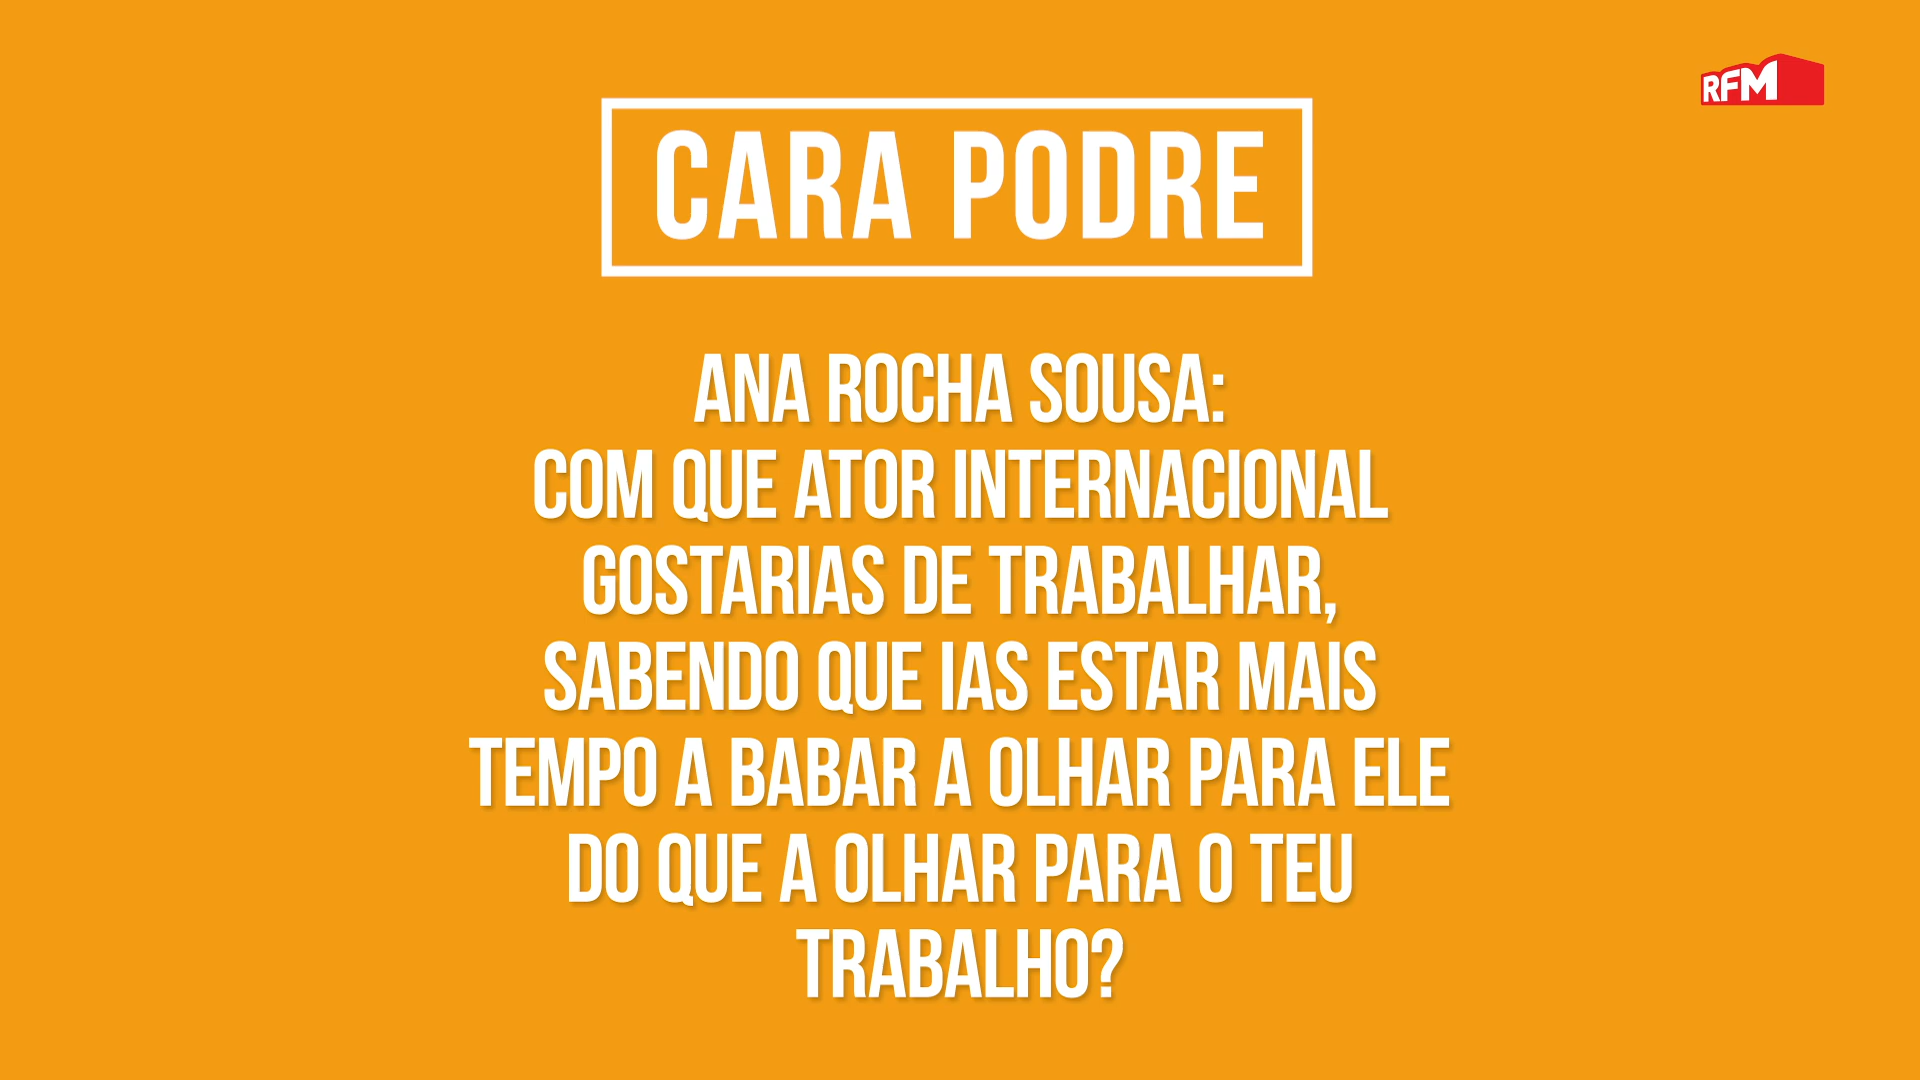 RFM
CARA PODRE
ANA ROCHA SOUSA:
COM QUE ATOR INTERNACIONAL
GOSTARIAS DE TRABALHAR,
SABENDO QUE IAS ESTAR MAIS
TEMPO A BABAR A OLHAR PARA ELE
DO QUE A OLHAR PARA O TEU
TRABALHO?